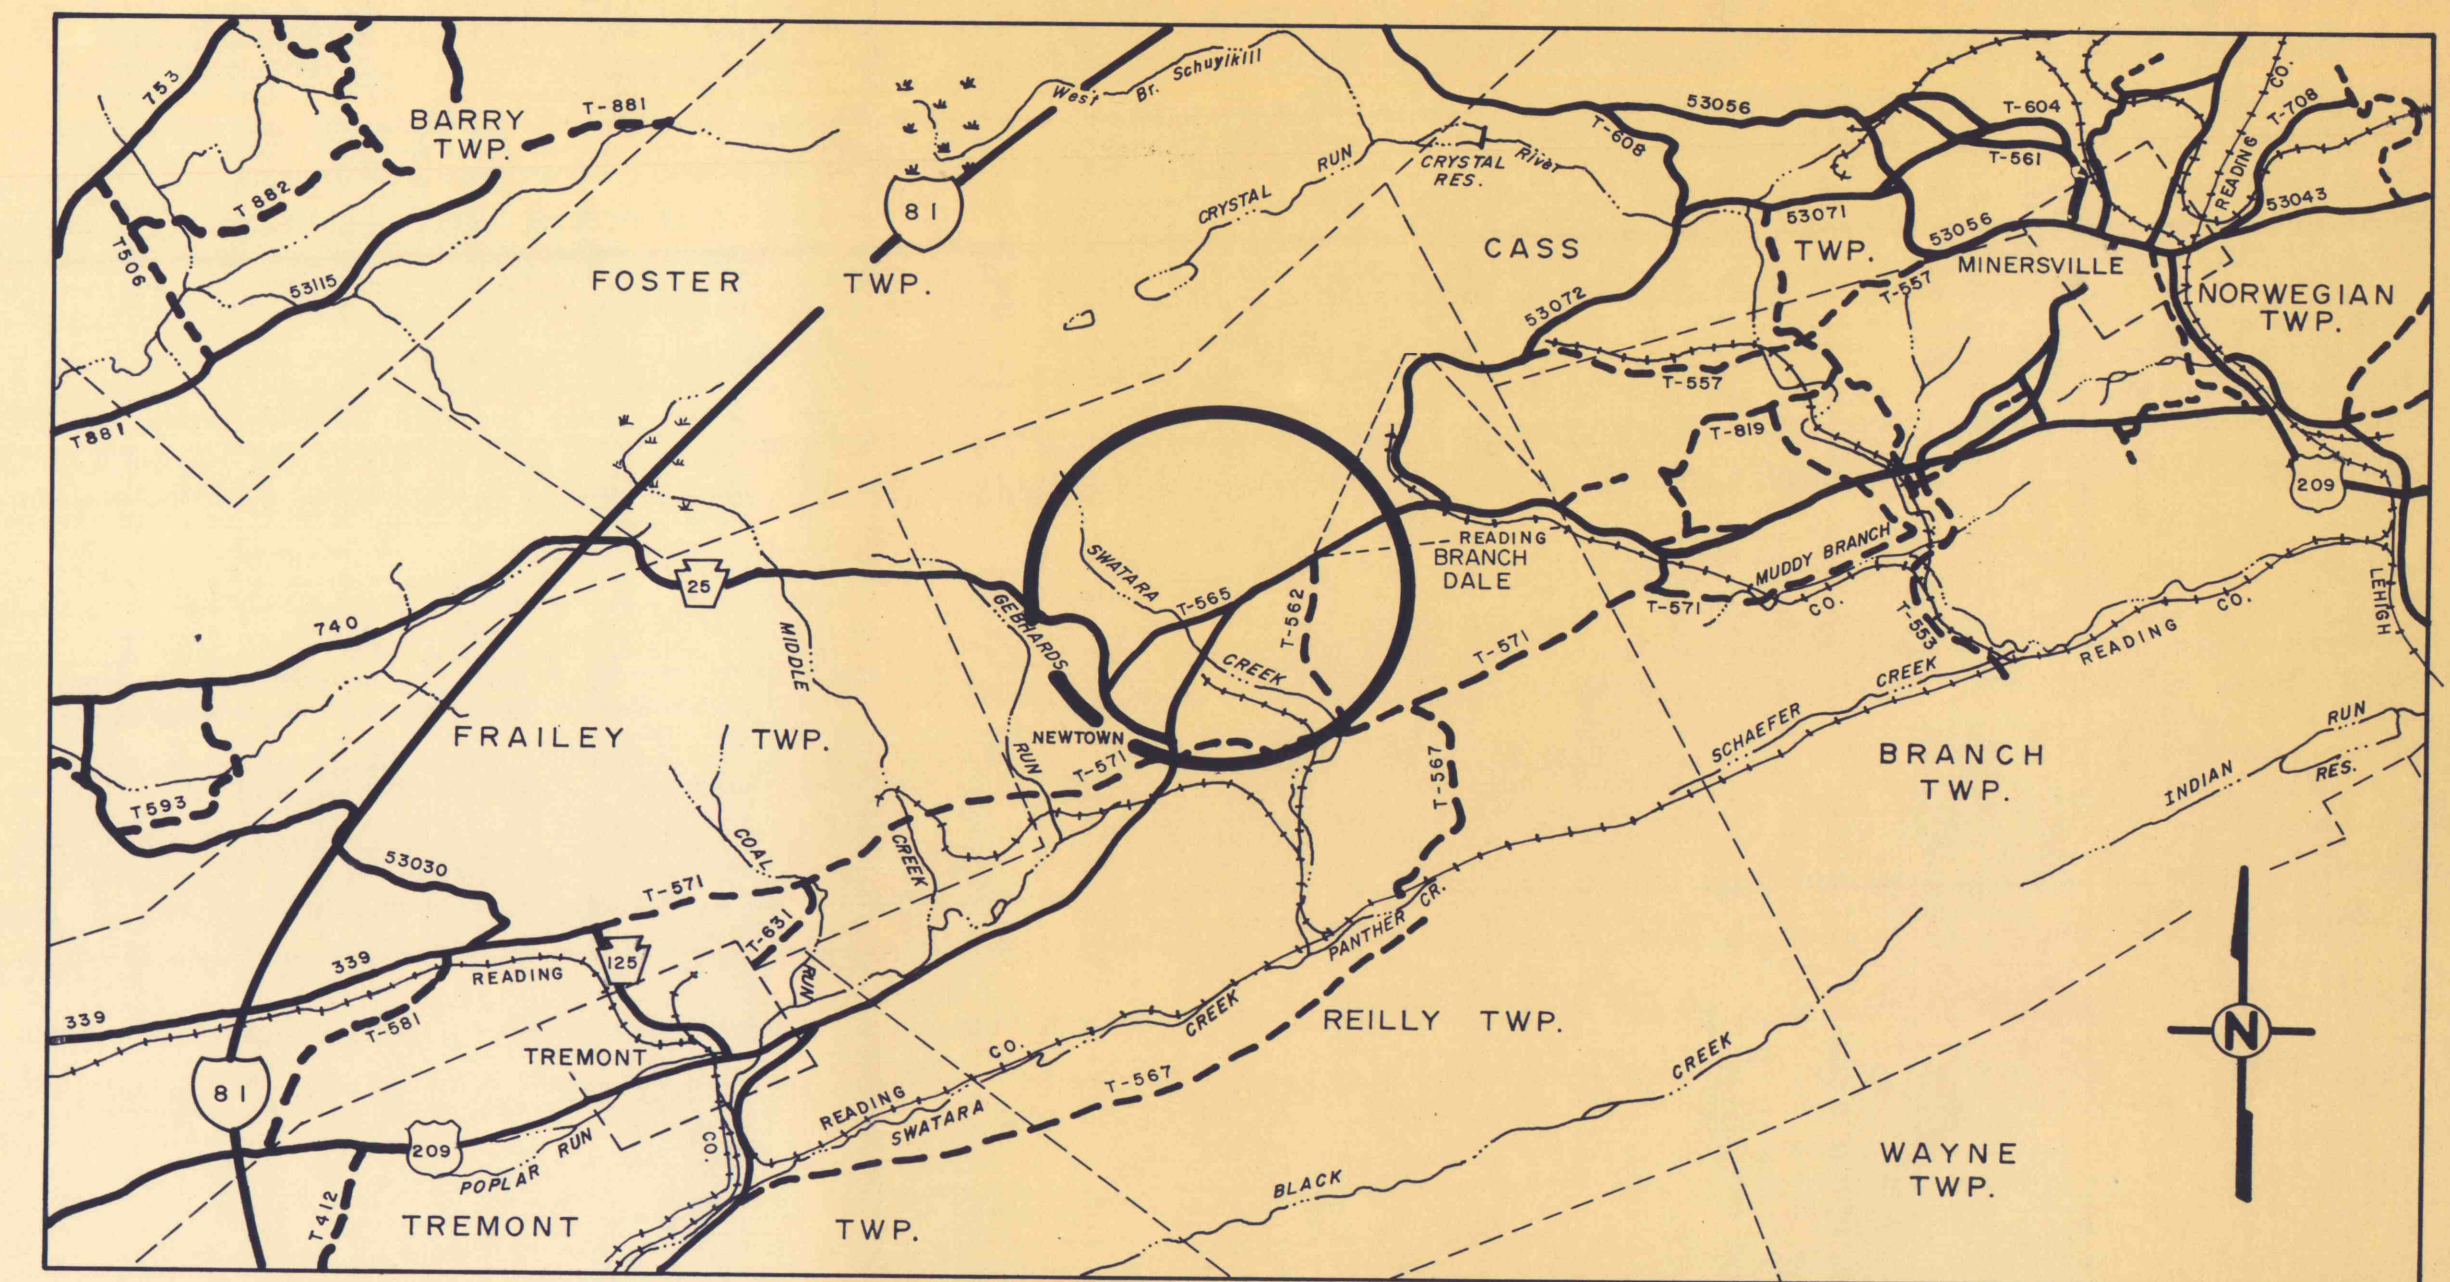 753
BARRY
TWP.
T-881
West Br. Schuylkill
River
81
T 882
T506
53115
T881
FOSTER TWP.
CRYSTAL RUN
CRYSTAL
RES.
53056
T-608
T-604
T-561
READING CO.
T-708
53043
53071
53056
CASS TWP.
MINERSVILLE
T-557
53072
T-557
NORWEGIAN
TWP.
T-819
209
LEHIGH
READING
BRANCH
DALE
MUDDY BRANCH
CO.
T-571
T-553
T-571
SCHAEFER CREEK
READING CO.
25
740
GEBHARDS RUN
MIDDLE CREEK
SWATARA CREEK
T-565
T-562
NEWTOWN
T-571
T-567
FRAILEY TWP.
T593
53030
COAL RUN
T-571
T-631
BRANCH
TWP.
INDIAN RUN
RES.
339
339
READING
125
T-581
TREMONT
81
209
POPLAR RUN
T412
CO.
READING CO.
SWATARA CREEK
PANTHER CR.
T-567
REILLY TWP.
BLACK CREEK
N
WAYNE
TWP.
TREMONT TWP.